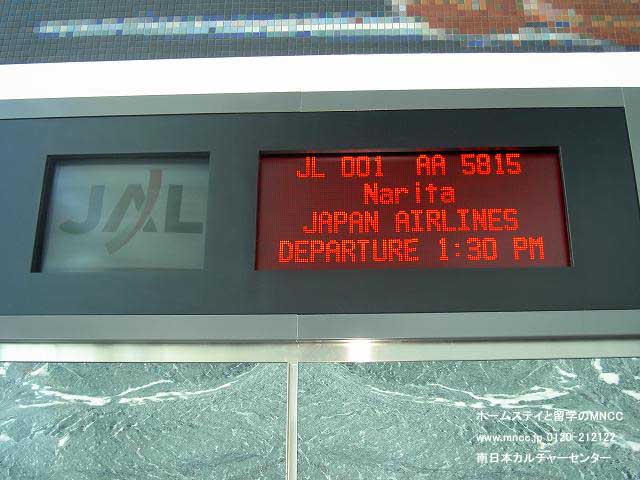 JAL
JL 001 AA 5815
Narita
JAPAN AIRLINES
DEPARTURE 1:30 PM
ホームステイと留学のMNCC
www.mncc.jp 0120-212122
南日本カルチャーセンター